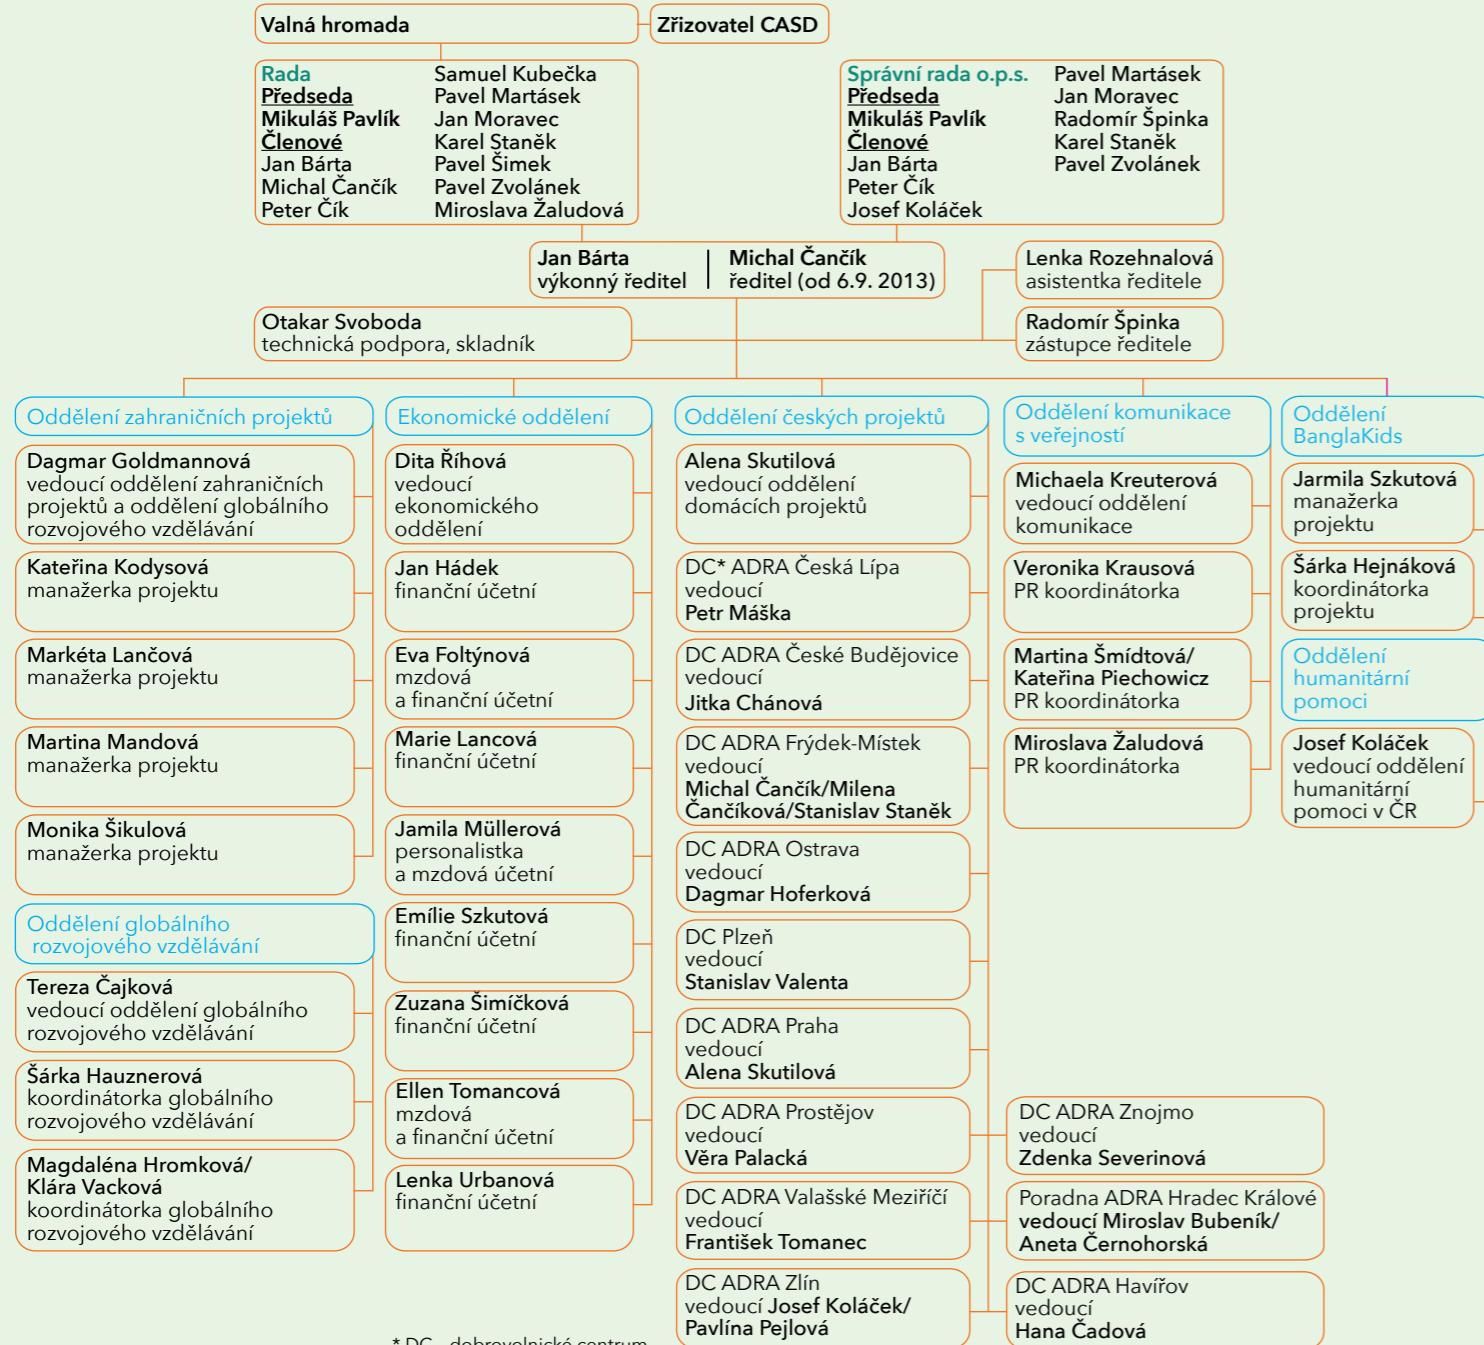 Valná hromada
Zřizovatel CASD
Rada
Předseda
Mikuláš Pavlík
Členové
Jan Bárta
Michal Čančík
Peter Čík
Samuel Kubečka
Pavel Martásek
Jan Moravec
Karel Staněk
Pavel Šimek
Pavel Zvolánek
Miroslava Žaludová
Správní rada o.p.s.
Předseda
Mikuláš Pavlík
Členové
Jan Bárta
Peter Čík
Josef Koláček
Pavel Martásek
Jan Moravec
Radomír Špinka
Karel Staněk
Pavel Zvolánek
Jan Bárta
výkonný ředitel
Michal Čančík
ředitel (od 6.9. 2013)
Lenka Rozehnalová
asistentka ředitele
Otakar Svoboda
technická podpora, skladník
Radomír Špinka
zástupce ředitele
Oddělení zahraničních projektů
Dagmar Goldmannová
vedoucí oddělení zahraničních
projektů a oddělení globálního
rozvojového vzdělávání
Kateřina Kodysová
manažerka projektu
Markéta Lančová
manažerka projektu
Martina Mandová
manažerka projektu
Monika Šikulová
manažerka projektu
Oddělení globálního
rozvojového vzdělávání
Tereza Čajková
vedoucí oddělení globálního
rozvojového vzdělávání
Šárka Hauznerová
koordinátorka globálního
rozvojového vzdělávání
Magdaléna Hromková/
Klára Vacková
koordinátorka globálního
rozvojového vzdělávání
Ekonomické oddělení
Dita Říhová
vedoucí
ekonomického
oddělení
Jan Hádek
finanční účetní
Eva Foltýnová
mzdová
a finanční účetní
Marie Lancová
finanční účetní
Jamila Müllerová
personalistka
a mzdová účetní
Emílie Szkutová
finanční účetní
Zuzana Šimíčková
finanční účetní
Ellen Tomancová
mzdová
a finanční účetní
Lenka Urbanová
finanční účetní
Oddělení českých projektů
Alena Skutilová
vedoucí oddělení
domácích projektů
DC* ADRA Česká Lípa
vedoucí
Petr Máška
DC ADRA České Budějovice
vedoucí
Jitka Chánová
DC ADRA Frýdek-Místek
vedoucí
Michal Čančík/Milena
Čančíková/Stanislav Staněk
DC ADRA Ostrava
vedoucí
Dagmar Hoferková
DC Plzeň
vedoucí
Stanislav Valenta
DC ADRA Praha
vedoucí
Alena Skutilová
DC ADRA Prostějov
vedoucí
Věra Palacká
DC ADRA Valašské Meziříčí
vedoucí
František Tomanec
DC ADRA Zlín
vedoucí Josef Koláček/
Pavlína Pejlová
Oddělení komunikace
s veřejností
Michaela Kreuterová
vedoucí oddělení
komunikace
Veronika Krausová
PR koordinátorka
Martina Šmídtová/
Kateřina Piechowicz
PR koordinátorka
Miroslava Žaludová
PR koordinátorka
DC ADRA Znojmo
vedoucí
Zdenka Severinová
Poradna ADRA Hradec Králové
vedoucí Miroslav Bubeník/
Aneta Černohorská
DC ADRA Havířov
vedoucí
Hana Čadová
Oddělení
BanglaKids
Jarmila Szkutová
manažerka
projektu
Šárka Hejnáková
koordinátorka
projektu
Oddělení
humanitární
pomoci
Josef Koláček
vedoucí oddělení
humanitární
pomoci v ČR
* DC – dobrovolnické centrum